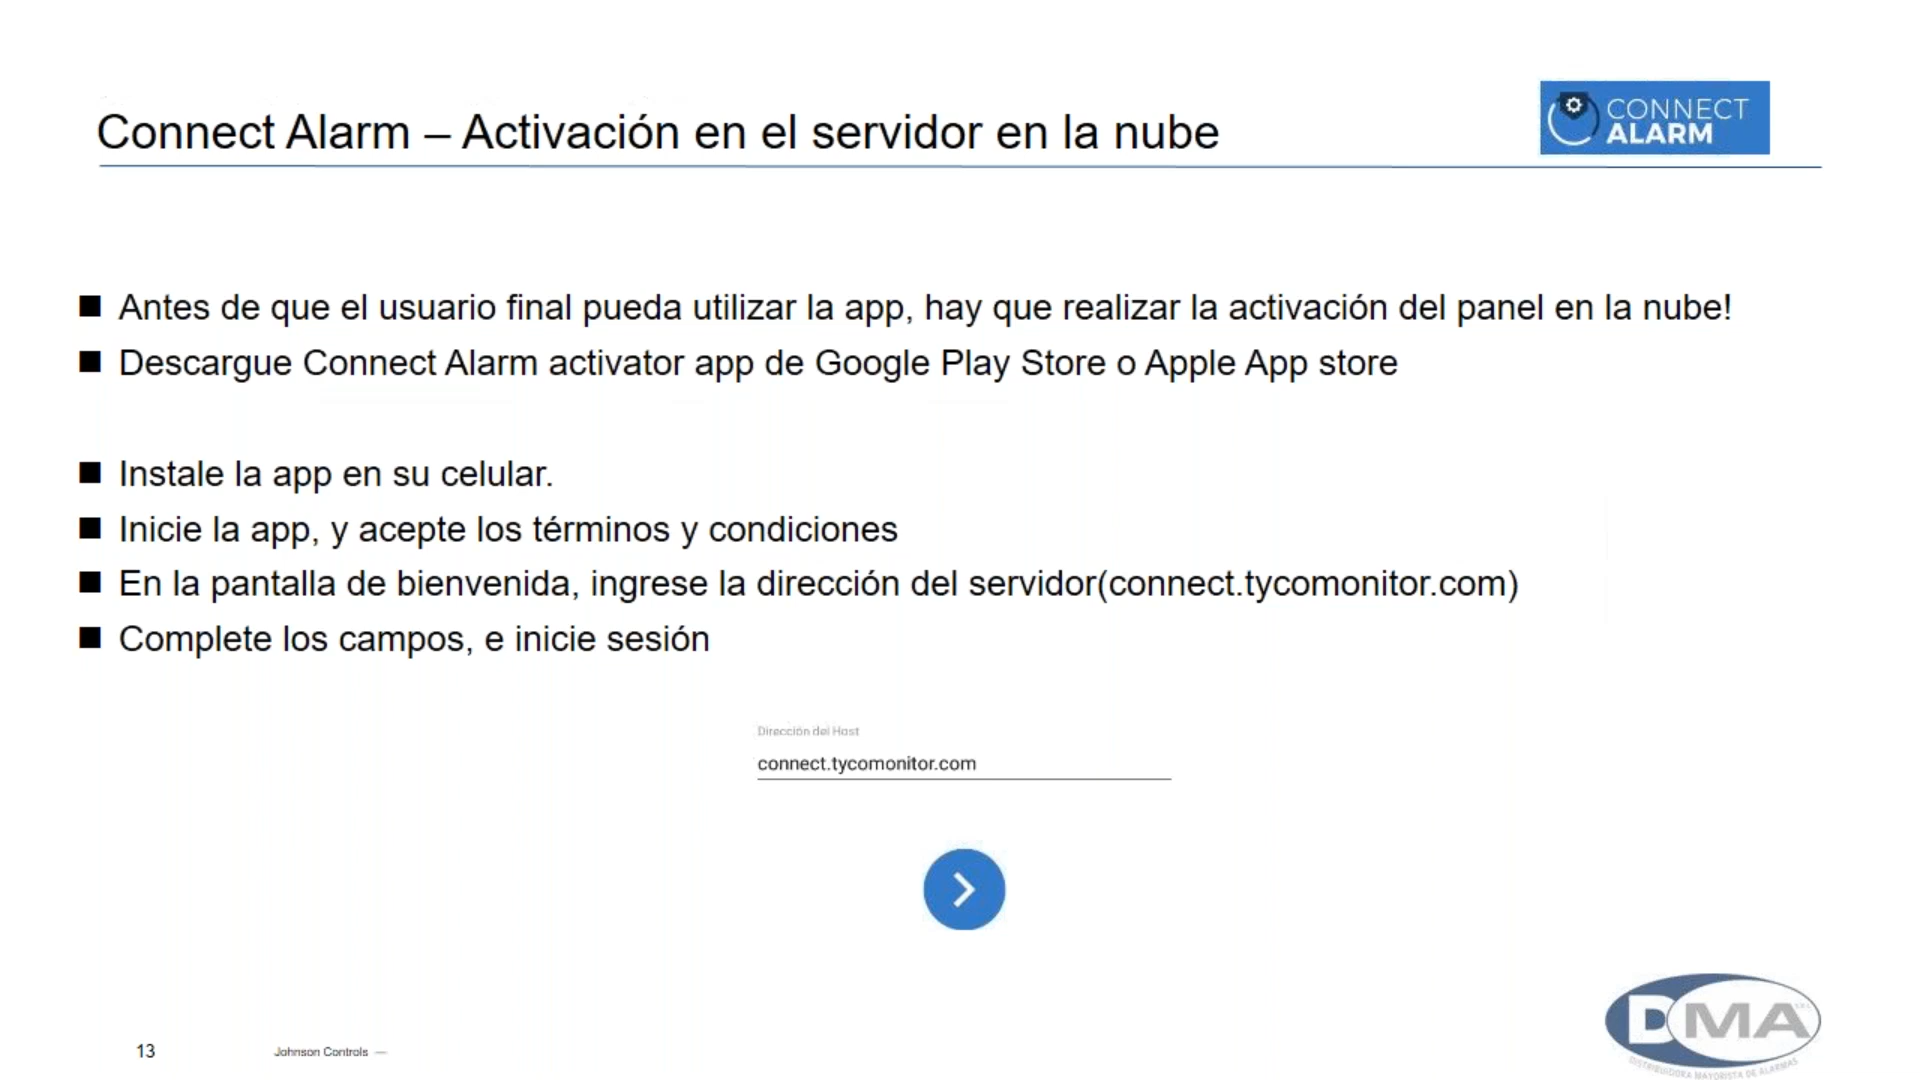 Connect Alarm – Activación en el servidor en la nube
CONNECT
ALARM
Antes de que el usuario final pueda utilizar la app, hay que realizar la activación del panel en la nube!
Descargue Connect Alarm activator app de Google Play Store o Apple App store
Instale la app en su celular.
Inicie la app, y acepte los términos y condiciones
En la pantalla de bienvenida, ingrese la dirección del servidor(connect.tycomonitor.com)
Complete los campos, e inicie sesión
Dirección del Host
connect.tycomonitor.com
DMA
DISTRIBUIDORA MAYORISTA DE ALARMAS
13
Johnson Controls —